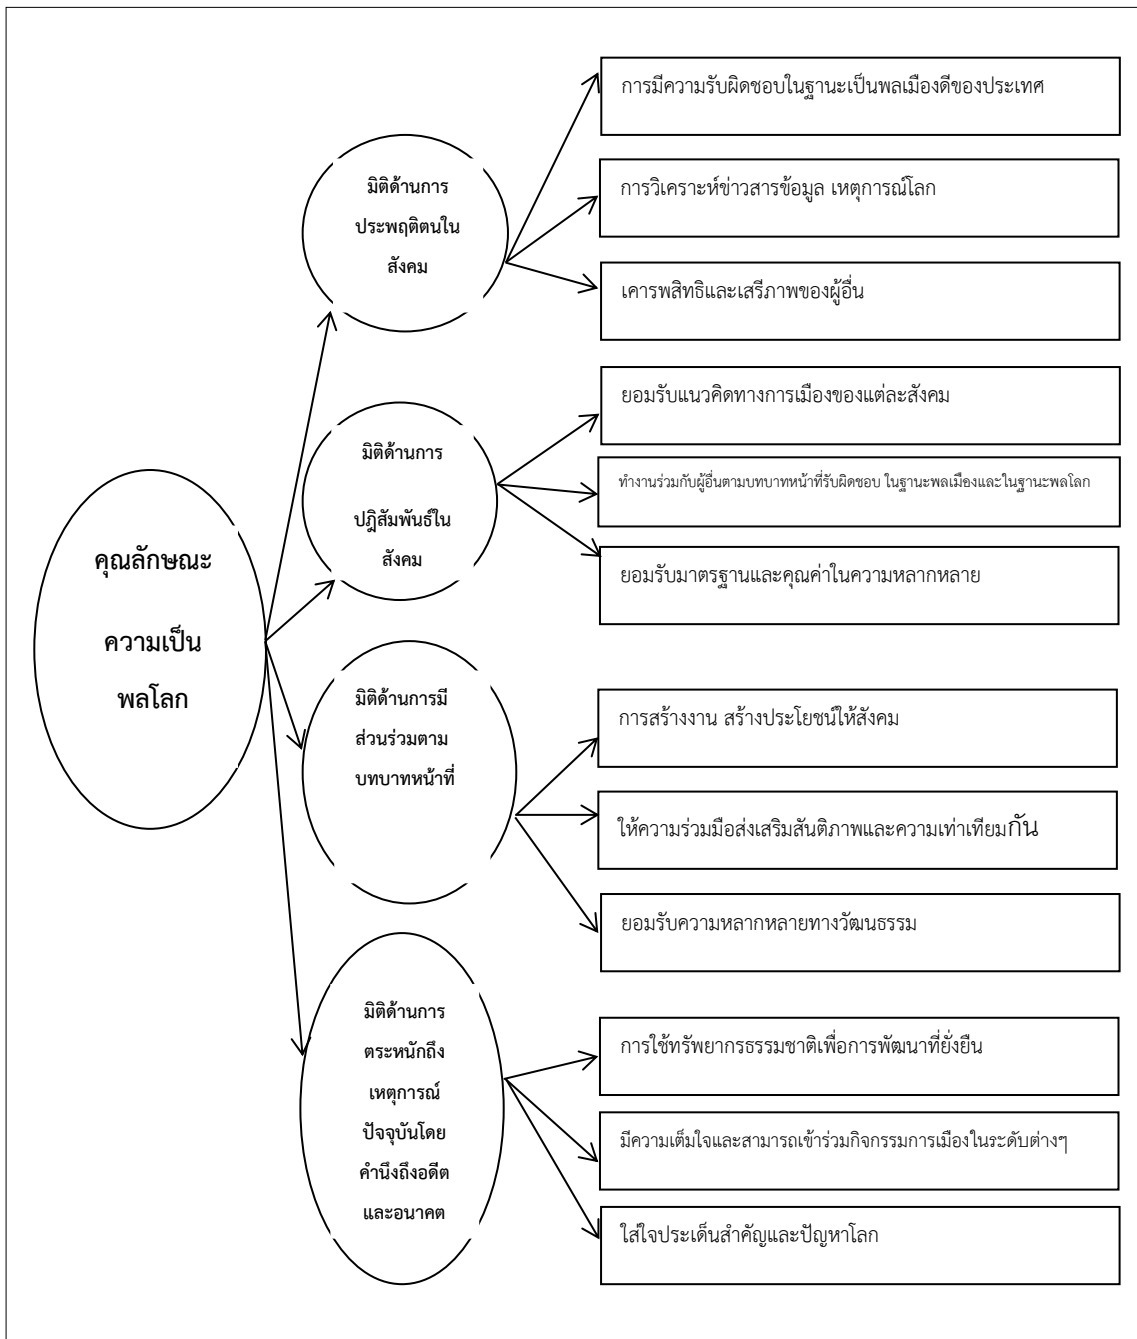 การมีความรับผิดชอบในฐานะเป็นพลเมืองดีของประเทศ
มิติด้านการ
ประพฤติตนใน
สังคม
การวิเคราะห์ข่าวสารข้อมูล เหตุการณ์โลก
เคารพสิทธิและเสรีภาพของผู้อื่น
ยอมรับแนวคิดทางการเมืองของแต่ละสังคม
มิติด้านการ
ปฎิสัมพันธ์ใน
สังคม
ทำงานร่วมกับผู้อื่นตามบทบาทหน้าที่รับผิดชอบ ในฐานะพลเมืองและในฐานะพลโลก
ยอมรับมาตรฐานและคุณค่าในความหลากหลาย
คุณลักษณะ
ความเป็น
พลโลก
มิติด้านการมี
ส่วนร่วมตาม
บทบาทหน้าที่
การสร้างงาน สร้างประโยชน์ให้สังคม
ให้ความร่วมมือส่งเสริมสันติภาพและความเท่าเทียมกัน
ยอมรับความหลากหลายทางวัฒนธรรม
มิติด้านการ
ตระหนักถึง
เหตุการณ์
ปัจจุบันโดย
คำนึงถึงอดีต
และอนาคต
การใช้ทรัพยากรธรรมชาติเพื่อการพัฒนาที่ยั่งยืน
มีความเต็มใจและสามารถเข้าร่วมกิจกรรมการเมืองในระดับต่างๆ
ใส่ใจประเด็นสำคัญและปัญหาโลก